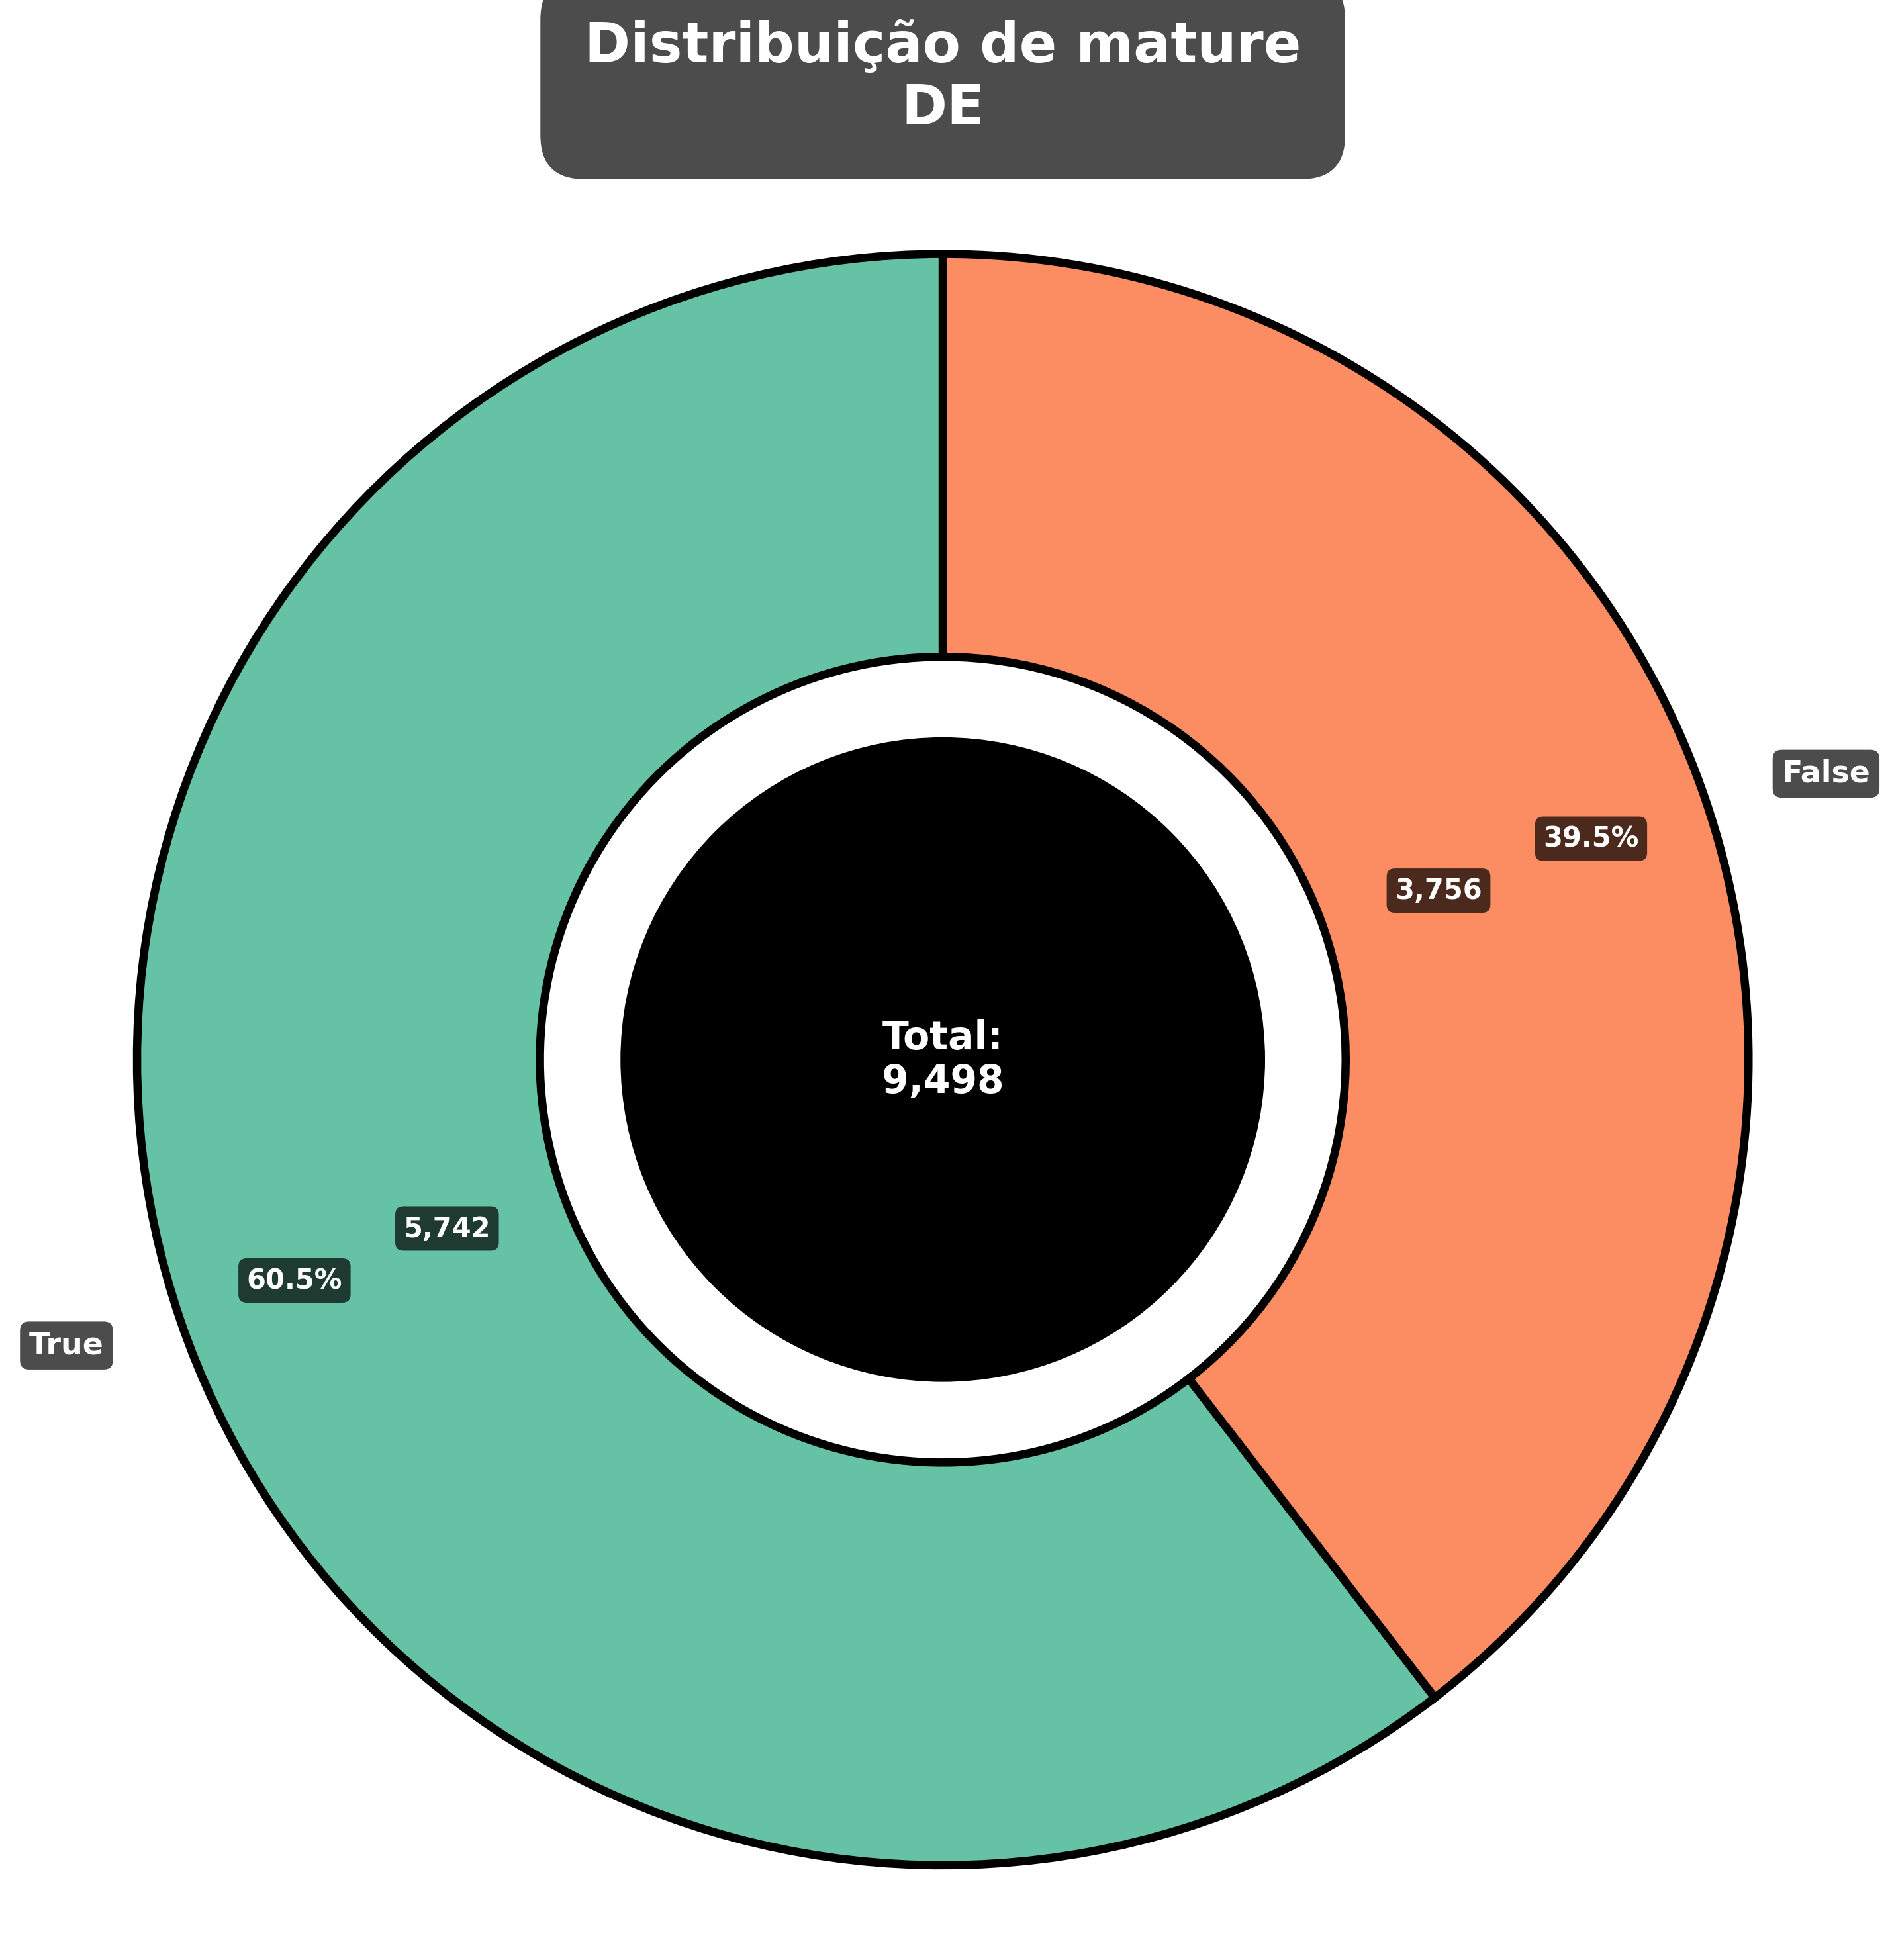 Distribuição de mature
DE
False
39.5%
3,756
Total:
9,498
5,742
60.5%
True